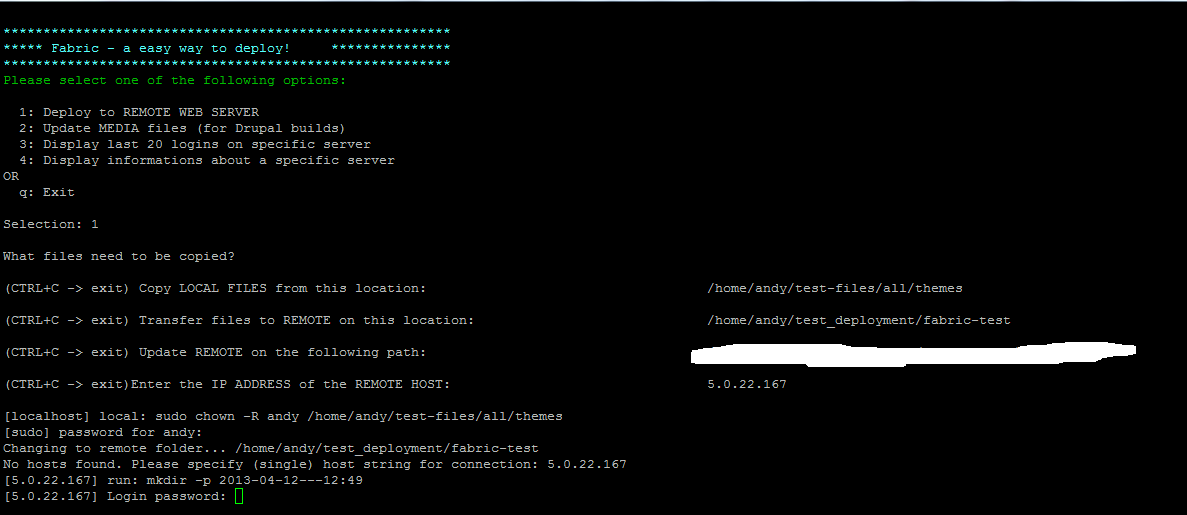 ********************************************************
***** Fabric - a easy way to deploy!     ***************
********************************************************
Please select one of the following options:
1: Deploy to REMOTE WEB SERVER
2: Update MEDIA files (for Drupal builds)
3: Display last 20 logins on specific server
4: Display informations about a specific server
OR
q: Exit
Selection: 1
What files need to be copied?
(CTRL+C -> exit) Copy LOCAL FILES from this location: /home/andy/test-files/all/themes
(CTRL+C -> exit) Transfer files to REMOTE on this location: /home/andy/test_deployment/fabric-test
(CTRL+C -> exit) Update REMOTE on the following path:
(CTRL+C -> exit)Enter the IP ADDRESS of the REMOTE HOST: 5.0.22.167
[localhost] local: sudo chown -R andy /home/andy/test-files/all/themes
[sudo] password for andy:
Changing to remote folder... /home/andy/test_deployment/fabric-test
No hosts found. Please specify (single) host string for connection: 5.0.22.167
[5.0.22.167] run: mkdir -p 2013-04-12---12:49
[5.0.22.167] Login password: